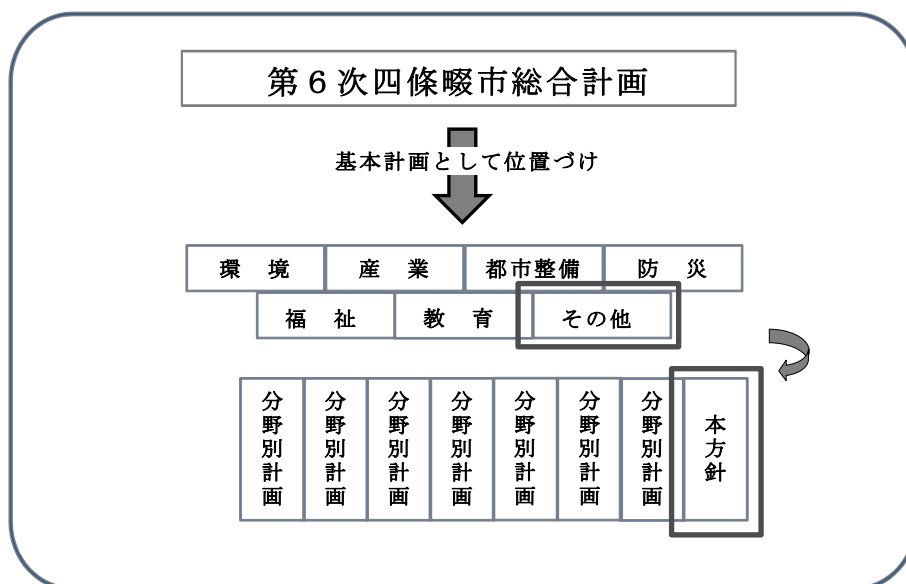 第６次四條畷市総合計画
基本計画として位置づけ
環　境
産　業
都市整備
防　災
福　祉
教　育
その他
分野別計画
分野別計画
分野別計画
分野別計画
分野別計画
分野別計画
分野別計画
本方針